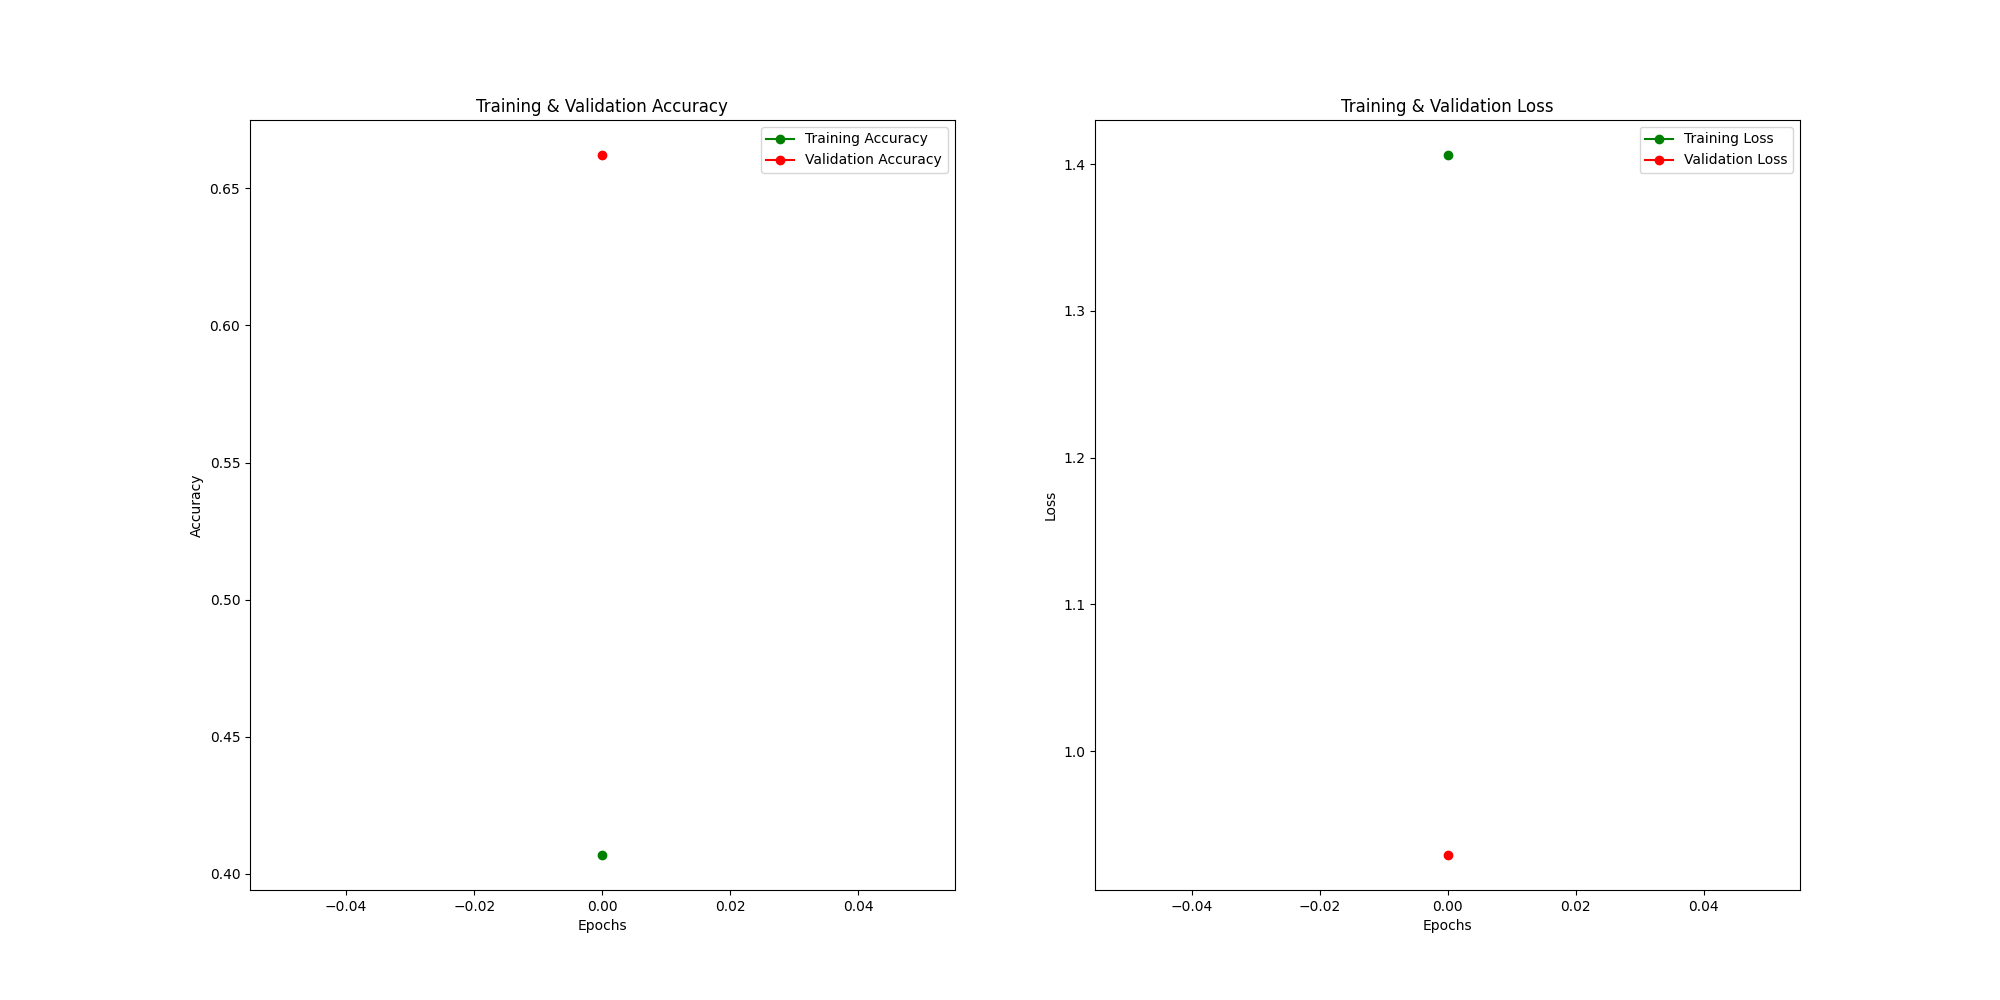 Training & Validation Accuracy
Training Accuracy
Validation Accuracy
0.65
0.60
0.55
0.50
0.45
0.40
Accuracy
−0.04 −0.02 0.00 0.02 0.04
Epochs
Training & Validation Loss
Training Loss
Validation Loss
1.4
1.3
1.2
1.1
1.0
Loss
−0.04 −0.02 0.00 0.02 0.04
Epochs